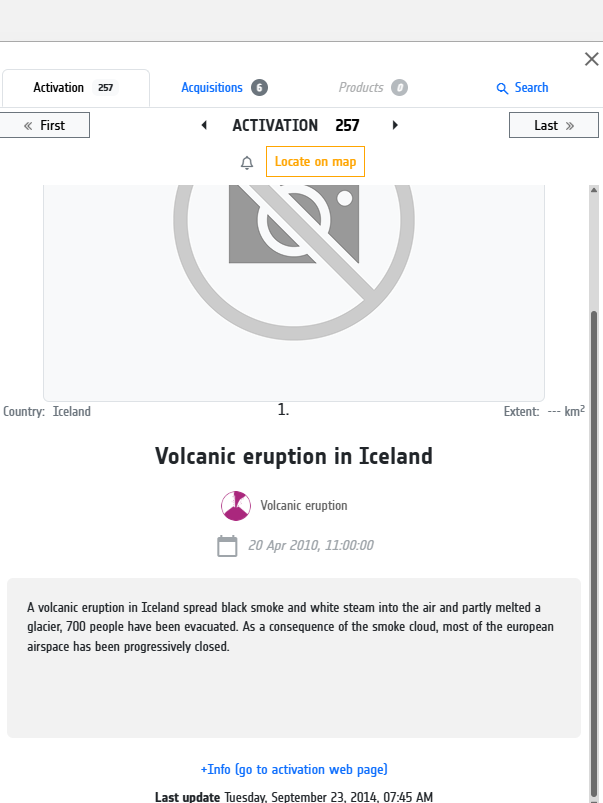 Activation 257 Acquisitions 6 Products 0 Search
« First ACTIVATION 257 Last »
Locate on map
Country: Iceland 1. Extent: --- km²
Volcanic eruption in Iceland
Volcanic eruption
20 Apr 2010, 11:00:00
A volcanic eruption in Iceland spread black smoke and white steam into the air and partly melted a
glacier, 700 people have been evacuated. As a consequence of the smoke cloud, most of the european
airspace has been progressively closed.
+Info (go to activation web page)
Last update Tuesday, September 23, 2014, 07:45 AM